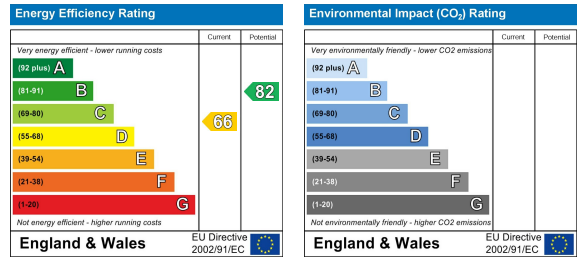 Energy Efficiency Rating
Current Potential
Very energy efficient - lower running costs
(92 plus) A
(81-91) B
(69-80) C
(55-68) D
(39-54) E
(21-38) F
(1-20) G
66
82
Not energy efficient - higher running costs
England & Wales
EU Directive
2002/91/EC
Environmental Impact (CO₂) Rating
Current Potential
Very environmentally friendly - lower CO2 emissions
(92 plus) A
(81-91) B
(69-80) C
(55-68) D
(39-54) E
(21-38) F
(1-20) G
Not environmentally friendly - higher CO2 emissions
England & Wales
EU Directive
2002/91/EC